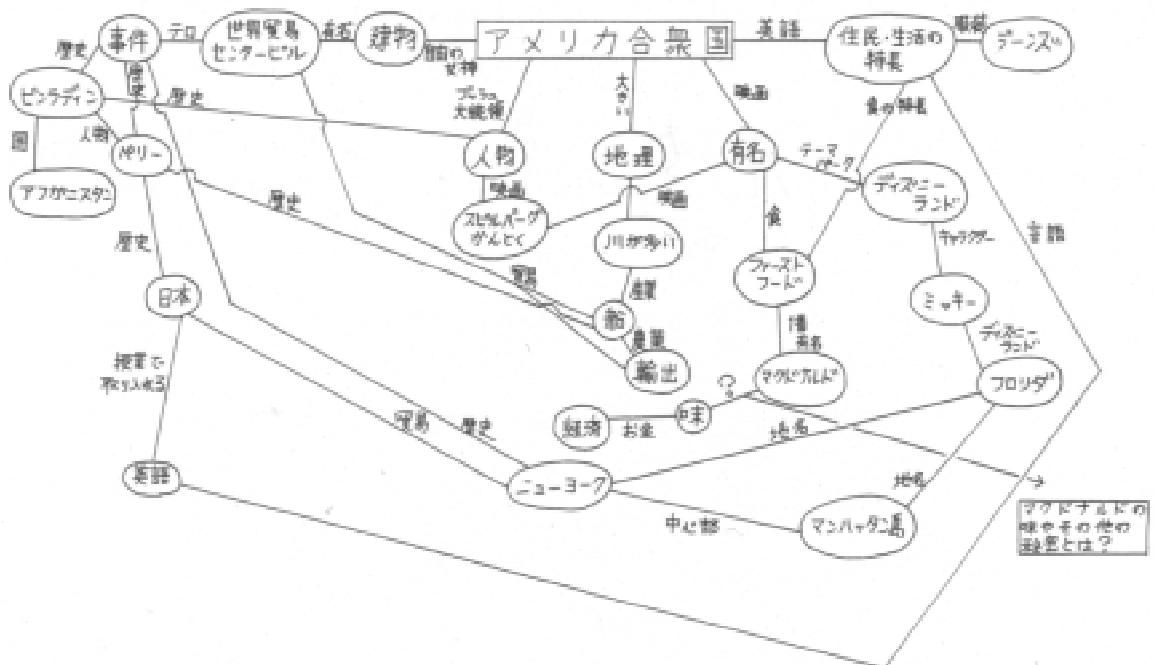 歴史
事件
テロ
世界貿易
センタービル
有名
建物
自由の
女神
アメリカ合衆国
英語
住民・生活の
特長
服装
ジーンズ
ビンラディン
歴史
歴史
ブッシュ
大統領
大きい
映画
食の特長
国
人物
ペリー
人物
地理
有名
テーマ
パーク
ディズニー
ランド
アフガニスタン
歴史
映画
映画
スピルバーグ
かんとく
川が多い
食
キャラクター
言語
歴史
ファースト
フード
日本
貿易
産業
船
ミッキー
農業
輸出
有名
ディズニー
ランド
授業で
取り入れる
マクドナルド
フロリダ
?
味
お金
経済
貿易
歴史
地名
英語
ニューヨーク
地名
中心部
マンハッタン島
マクドナルドの
味やその他の
秘密とは?